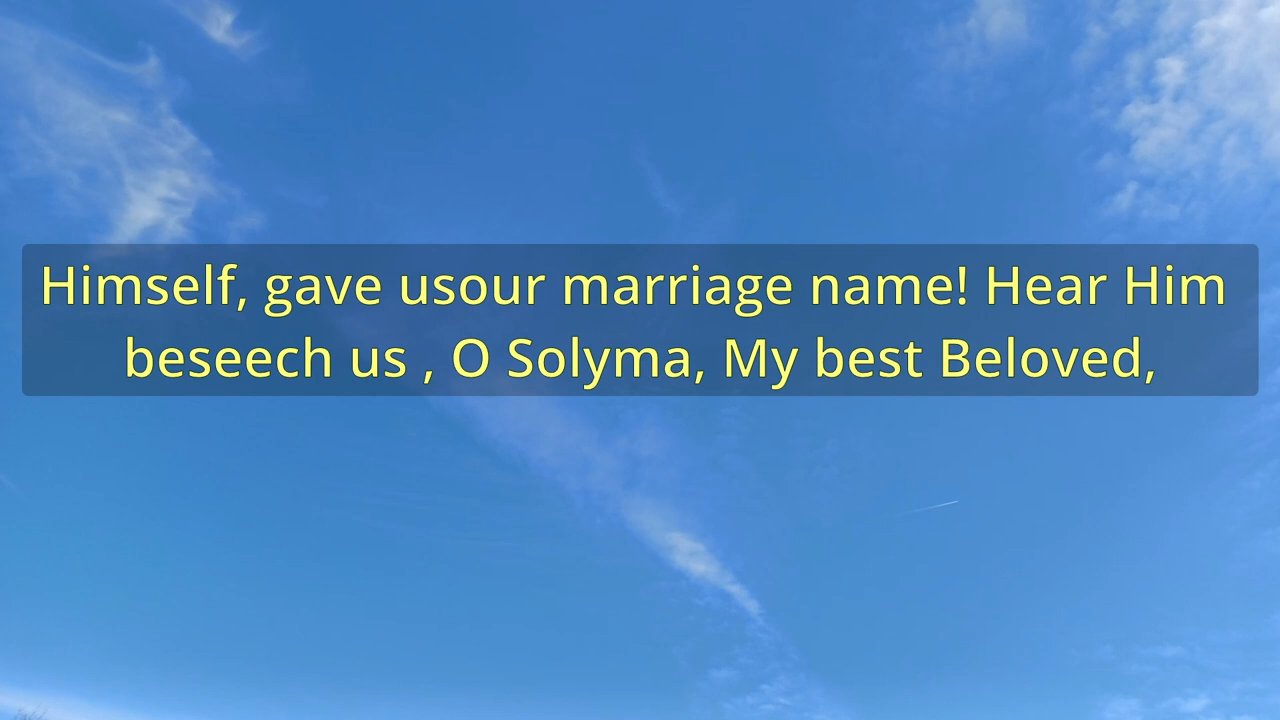 Himself, gave usour marriage name! Hear Him
beseech us , O Solyma, My best Beloved,